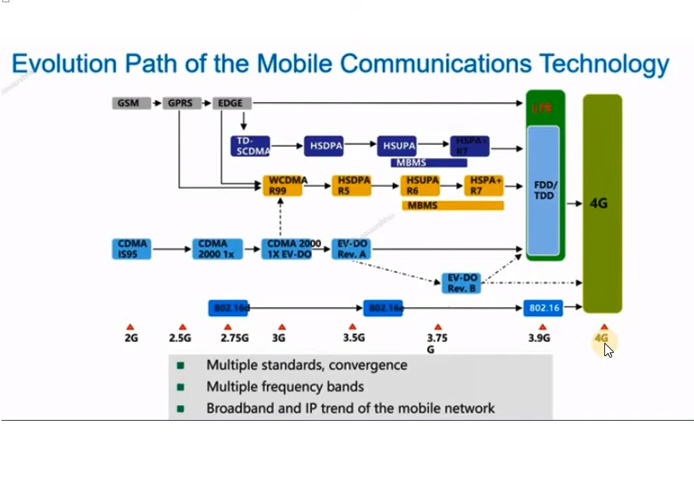 Evolution Path of the Mobile Communications Technology
GSM
GPRS
EDGE
LTE
TD-
SCDMA
HSDPA
HSUPA
HSPA+
R7
MBMS
WCDMA
R99
HSDPA
R5
HSUPA
R6
HSPA+
R7
MBMS
FDD/
TDD
4G
CDMA
IS95
CDMA
2000 1x
CDMA 2000
1X EV-DO
EV-DO
Rev. A
EV-DO
Rev. B
802.16d
802.16e
802.16
2G
2.5G
2.75G
3G
3.5G
3.75
G
3.9G
4G
Multiple standards, convergence
Multiple frequency bands
Broadband and IP trend of the mobile network